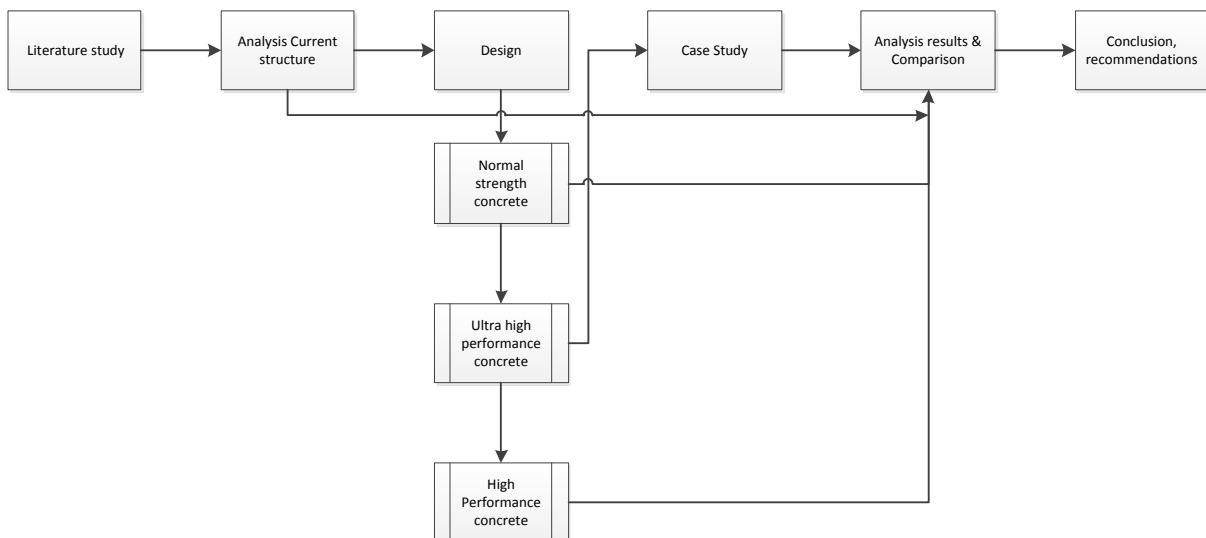 Literature study
Analysis Current
structure
Design
Case Study
Analysis results &
Comparison
Conclusion,
recommendations
Normal
strength
concrete
Ultra high
performance
concrete
High
Performance
concrete